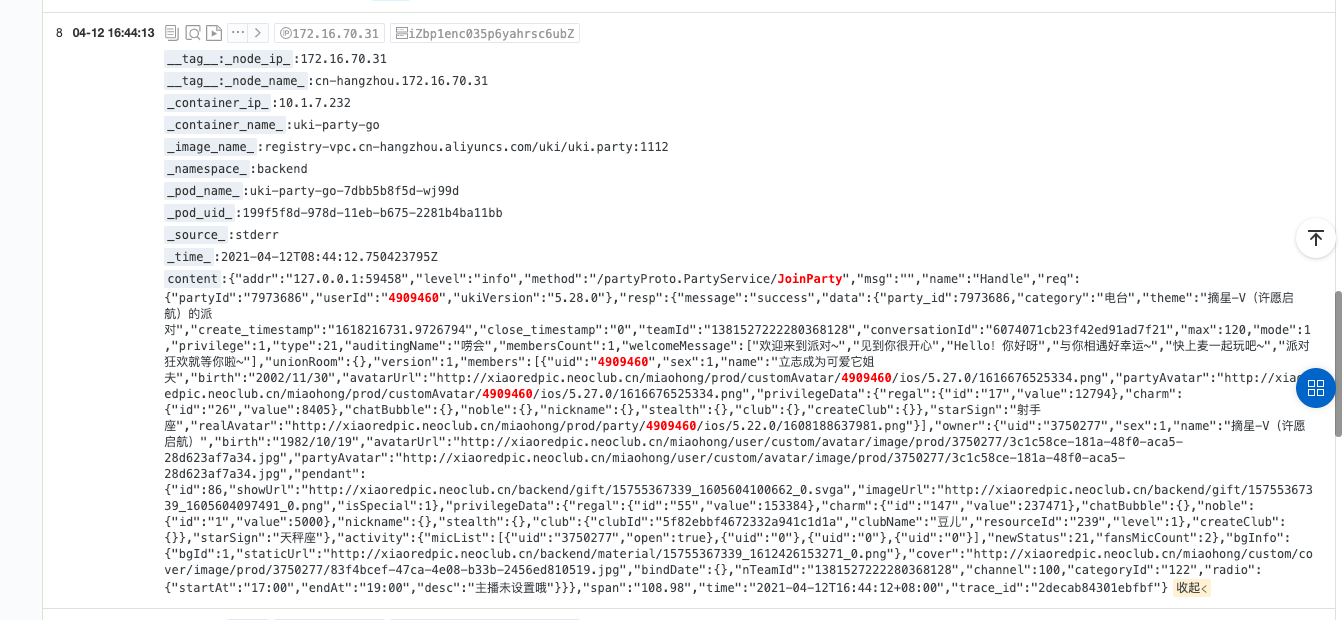 8 04-12 16:44:13 172.16.70.31 iZbp1enc035p6yahrsc6ubZ
__tag__:_node_ip_ :172.16.70.31
__tag__:_node_name_ :cn-hangzhou.172.16.70.31
_container_ip_ :10.1.7.232
_container_name_ :uki-party-go
_image_name_ :registry-vpc.cn-hangzhou.aliyuncs.com/uki/uki.party:1112
_namespace_ :backend
_pod_name_ :uki-party-go-7dbb5b8f5d-wj99d
_pod_uid_ :199f5f8d-978d-11eb-b675-2281b4ba11bb
_source_ :stderr
_time_ :2021-04-12T08:44:12.750423795Z
content :{"addr":"127.0.0.1:59458","level":"info","method":"/partyProto.PartyService/JoinParty","msg":"","name":"Handle","req":
{"partyId":"7973686","userId":"4909460","ukiVersion":"5.28.0"},"resp":{"message":"success","data":{"party_id":7973686,"category":"电台","theme":"摘星-V（许愿启
航）的派
对","create_timestamp":"1618216731.9726794","close_timestamp":"0","teamId":"1381527222280368128","conversationId":"6074071cb23f42ed91ad7f21","max":120,"mode":1
,"privilege":1,"type":21,"auditingName":"唠会","membersCount":1,"welcomeMessage":["欢迎来到派对~","见到你很开心","Hello! 你好呀","与你相遇好幸运~","快上麦一起玩吧~","派对
狂欢就等你啦~"],"unionRoom":{},"version":1,"members":[{"uid":"4909460","sex":1,"name":"立志成为可爱它姐
夫","birth":"2002/11/30","avatarUrl":"http://xiaoredpic.neoclub.cn/miaohong/prod/customAvatar/4909460/ios/5.27.0/1616676525334.png","partyAvatar":"http://xiaor
edpic.neoclub.cn/miaohong/prod/customAvatar/4909460/ios/5.27.0/1616676525334.png","privilegeData":{"regal":{"id":"17","value":12794},"charm":
{"id":"26","value":8405},"chatBubble":{},"noble":{},"nickname":{},"stealth":{},"club":{},"createClub":{}},"starSign":"射手
座","realAvatar":"http://xiaoredpic.neoclub.cn/miaohong/prod/party/4909460/ios/5.22.0/1608188637981.png"}],"owner":{"uid":"3750277","sex":1,"name":"摘星-V（许愿
启航）","birth":"1982/10/19","avatarUrl":"http://xiaoredpic.neoclub.cn/miaohong/user/custom/avatar/image/prod/3750277/3c1c58ce-181a-48f0-aca5-
28d623af7a34.jpg","partyAvatar":"http://xiaoredpic.neoclub.cn/miaohong/user/custom/avatar/image/prod/3750277/3c1c58ce-181a-48f0-aca5-
28d623af7a34.jpg","pendant":
{"id":86,"showUrl":"http://xiaoredpic.neoclub.cn/backend/gift/15755367339_1605604100662_0.svga","imageUrl":"http://xiaoredpic.neoclub.cn/backend/gift/157553673
39_1605604097491_0.png","isSpecial":1},"privilegeData":{"regal":{"id":"55","value":153384},"charm":{"id":"147","value":237471},"chatBubble":{},"noble":
{"id":"1","value":5000},"nickname":{},"stealth":{},"club":{"clubId":"5f82ebbf4672332a941c1d1a","clubName":"豆儿","resourceId":"239","level":1},"createClub":
{}},"starSign":"天秤座"},"activity":{"micList":[{"uid":"3750277","open":true},{"uid":"0"},{"uid":"0"},{"uid":"0"}],"newStatus":21,"fansMicCount":2},"bgInfo":
{"bgId":1,"staticUrl":"http://xiaoredpic.neoclub.cn/backend/material/15755367339_1612426153271_0.png"},"cover":"http://xiaoredpic.neoclub.cn/miaohong/custom/co
ver/image/prod/3750277/83f4bcef-47ca-4e08-b33b-2456ed810519.jpg","bindDate":{},"nTeamId":"1381527222280368128","channel":100,"categoryId":"122","radio":
{"startAt":"17:00","endAt":"19:00","desc":"主播未设置哦"}}},"span":"108.98","time":"2021-04-12T16:44:12+08:00","trace_id":"2decab84301ebfbf"} 收起<